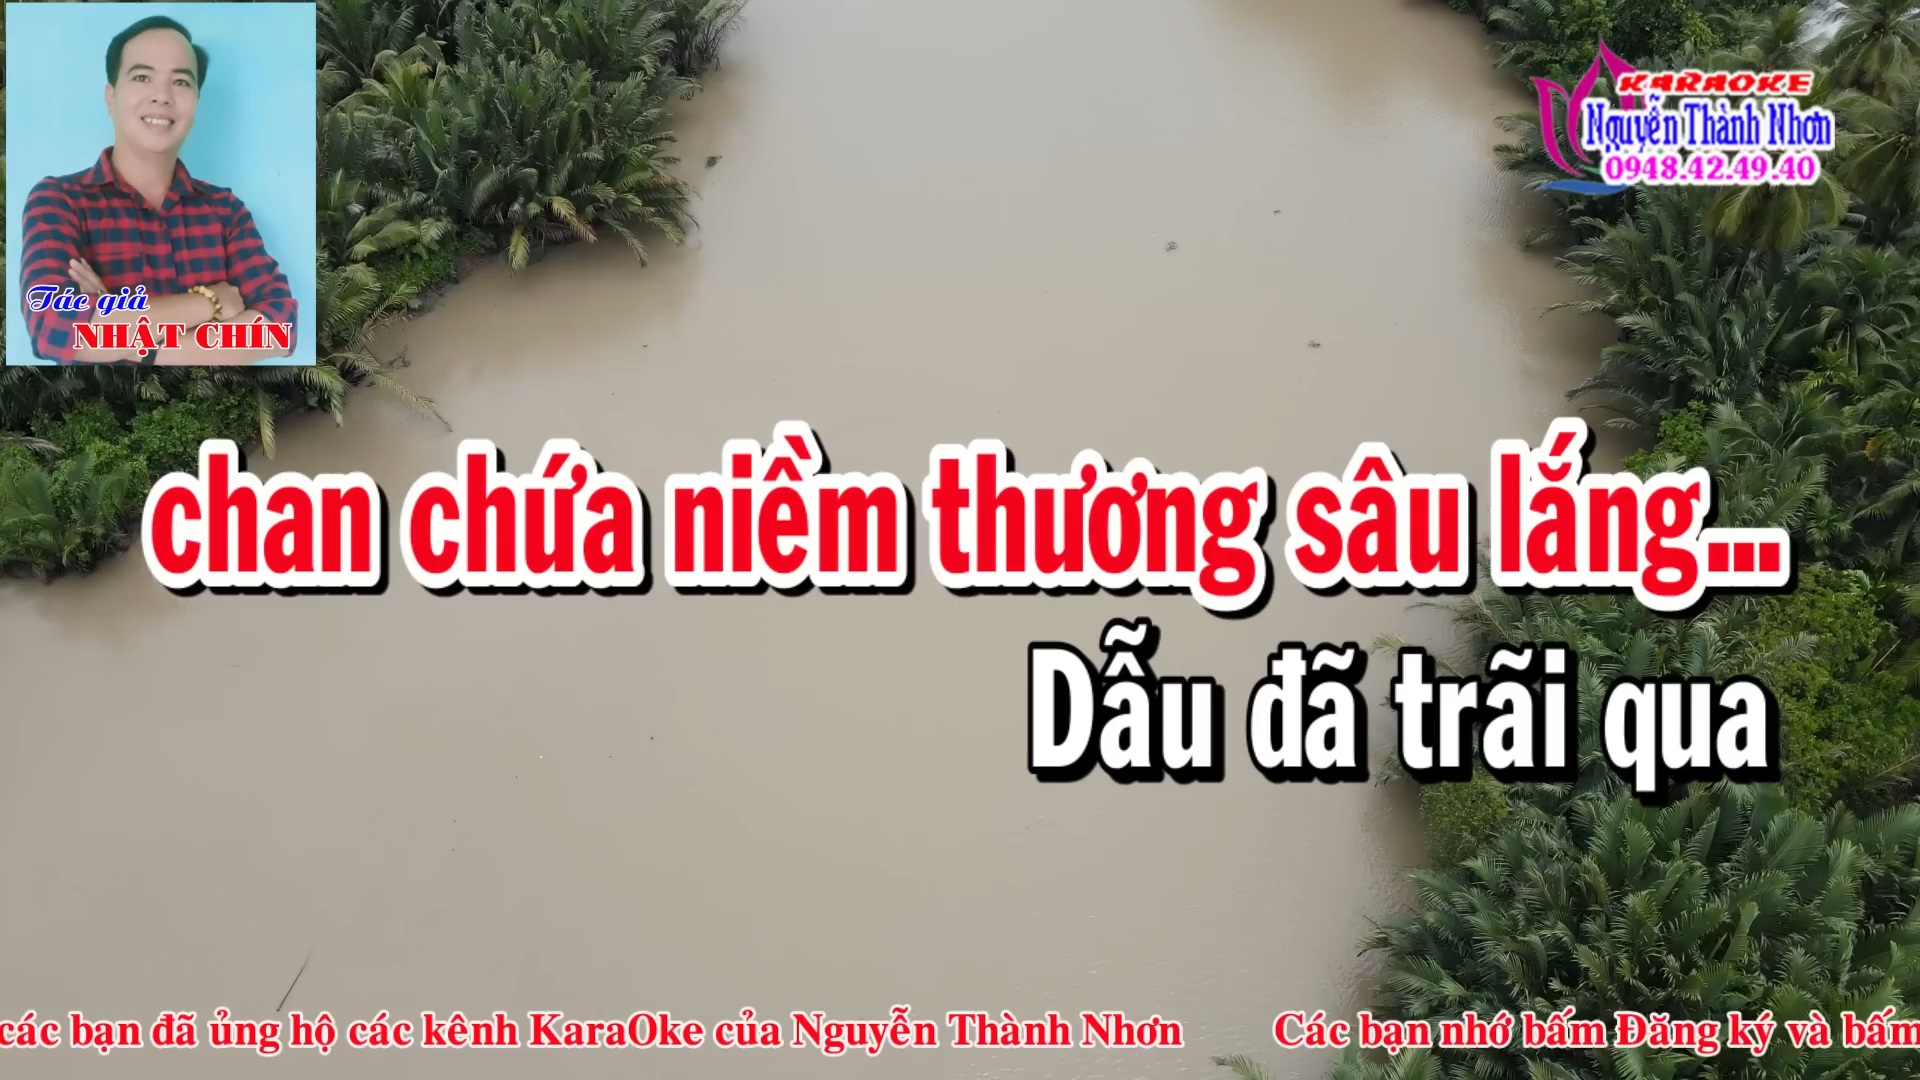 Tác giả
NHẬT CHÍN
KARAOKE
Nguyễn Thành Nhơn
0948.42.49.40
chan chứa niềm thương sâu lắng...
Dẫu đã trãi qua
các bạn đã ủng hộ các kênh KaraOke của Nguyễn Thành Nhơn Các bạn nhớ bấm Đăng ký và bấm